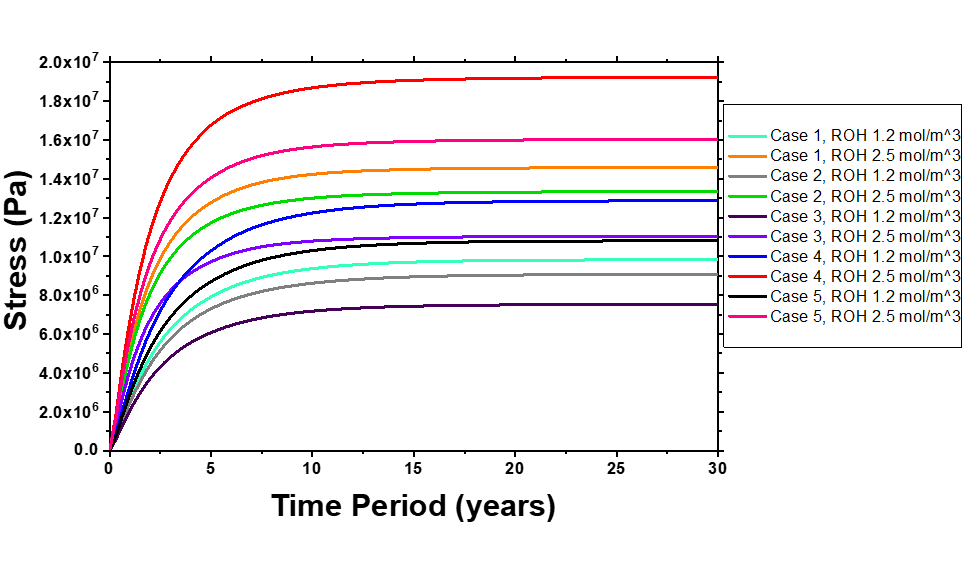 2.0x10^7
1.8x10^7
1.6x10^7
1.4x10^7
1.2x10^7
1.0x10^7
8.0x10^6
6.0x10^6
4.0x10^6
2.0x10^6
0.0
Stress (Pa)
0 5 10 15 20 25 30
Time Period (years)
Case 1, ROH 1.2 mol/m^3
Case 1, ROH 2.5 mol/m^3
Case 2, ROH 1.2 mol/m^3
Case 2, ROH 2.5 mol/m^3
Case 3, ROH 1.2 mol/m^3
Case 3, ROH 2.5 mol/m^3
Case 4, ROH 1.2 mol/m^3
Case 4, ROH 2.5 mol/m^3
Case 5, ROH 1.2 mol/m^3
Case 5, ROH 2.5 mol/m^3